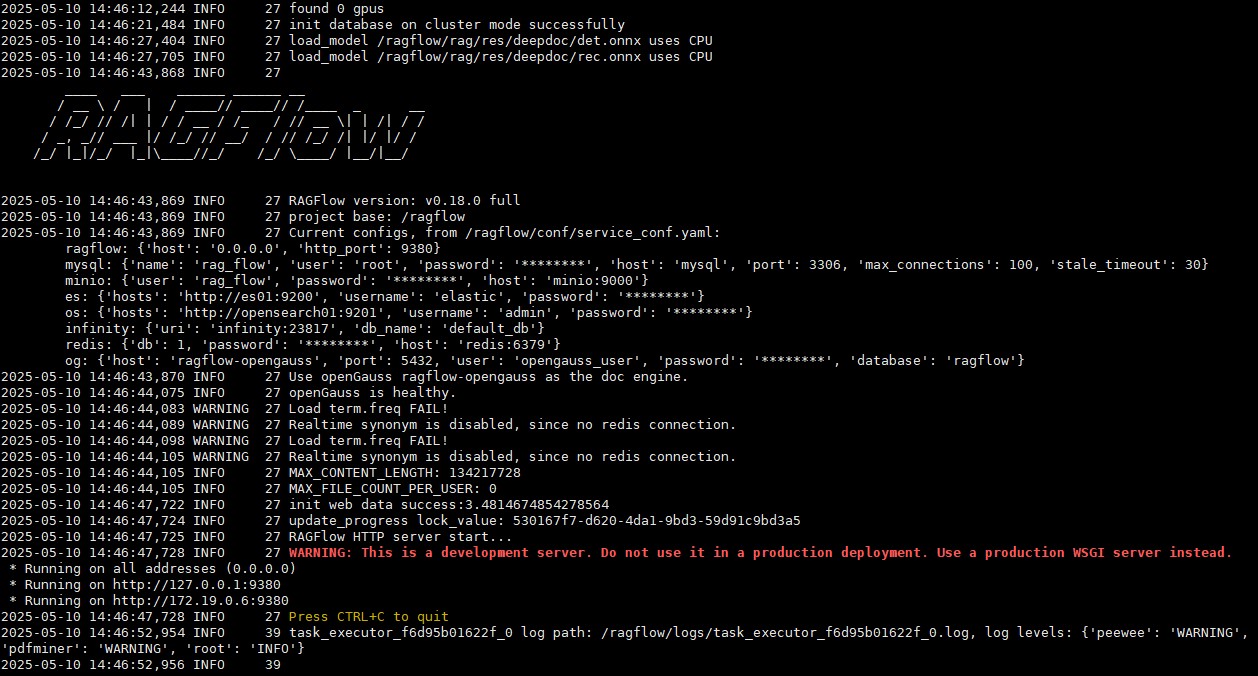 2025-05-10 14:46:12,244 INFO     27 found 0 gpus
2025-05-10 14:46:21,484 INFO     27 init database on cluster mode successfully
2025-05-10 14:46:27,404 INFO     27 load_model /ragflow/rag/res/deepdoc/det.onnx uses CPU
2025-05-10 14:46:27,705 INFO     27 load_model /ragflow/rag/res/deepdoc/rec.onnx uses CPU
2025-05-10 14:46:43,868 INFO     27
        ____   ___    ______ ______ __
       / __ \ /   |  / ____// ____// /____  _      __
      / /_/ // /| | / / __ / /_   / // __ \| | /| / /
     / _, _// ___ |/ /_/ // __/  / // /_/ /| |/ |/ /
    /_/ |_|/_/  |_|\____//_/    /_/ \____/ |__/|__/
2025-05-10 14:46:43,869 INFO     27 RAGFlow version: v0.18.0 full
2025-05-10 14:46:43,869 INFO     27 project base: /ragflow
2025-05-10 14:46:43,869 INFO     27 Current configs, from /ragflow/conf/service_conf.yaml:
        ragflow: {'host': '0.0.0.0', 'http_port': 9380}
        mysql: {'name': 'rag_flow', 'user': 'root', 'password': '********', 'host': 'mysql', 'port': 3306, 'max_connections': 100, 'stale_timeout': 30}
        minio: {'user': 'rag_flow', 'password': '********', 'host': 'minio:9000'}
        es: {'hosts': 'http://es01:9200', 'username': 'elastic', 'password': '********'}
        os: {'hosts': 'http://opensearch01:9201', 'username': 'admin', 'password': '********'}
        infinity: {'uri': 'infinity:23817', 'db_name': 'default_db'}
        redis: {'db': 1, 'password': '********', 'host': 'redis:6379'}
        og: {'host': 'ragflow-opengauss', 'port': 5432, 'user': 'opengauss_user', 'password': '********', 'database': 'ragflow'}
2025-05-10 14:46:43,870 INFO     27 Use openGauss ragflow-opengauss as the doc engine.
2025-05-10 14:46:44,075 INFO     27 openGauss is healthy.
2025-05-10 14:46:44,083 WARNING  27 Load term.freq FAIL!
2025-05-10 14:46:44,089 WARNING  27 Realtime synonym is disabled, since no redis connection.
2025-05-10 14:46:44,098 WARNING  27 Load term.freq FAIL!
2025-05-10 14:46:44,105 WARNING  27 Realtime synonym is disabled, since no redis connection.
2025-05-10 14:46:44,105 INFO     27 MAX_CONTENT_LENGTH: 134217728
2025-05-10 14:46:44,105 INFO     27 MAX_FILE_COUNT_PER_USER: 0
2025-05-10 14:46:47,722 INFO     27 init web data success:3.4814674854278564
2025-05-10 14:46:47,724 INFO     27 update_progress lock_value: 530167f7-d620-4da1-9bd3-59d91c9bd3a5
2025-05-10 14:46:47,725 INFO     27 RAGFlow HTTP server start...
2025-05-10 14:46:47,728 INFO     27 WARNING: This is a development server. Do not use it in a production deployment. Use a production WSGI server instead.
 * Running on all addresses (0.0.0.0)
 * Running on http://127.0.0.1:9380
 * Running on http://172.19.0.6:9380
2025-05-10 14:46:47,728 INFO     27 Press CTRL+C to quit
2025-05-10 14:46:52,954 INFO     39 task_executor_f6d95b01622f_0 log path: /ragflow/logs/task_executor_f6d95b01622f_0.log, log levels: {'peewee': 'WARNING',
'pdfminer': 'WARNING', 'root': 'INFO'}
2025-05-10 14:46:52,956 INFO     39